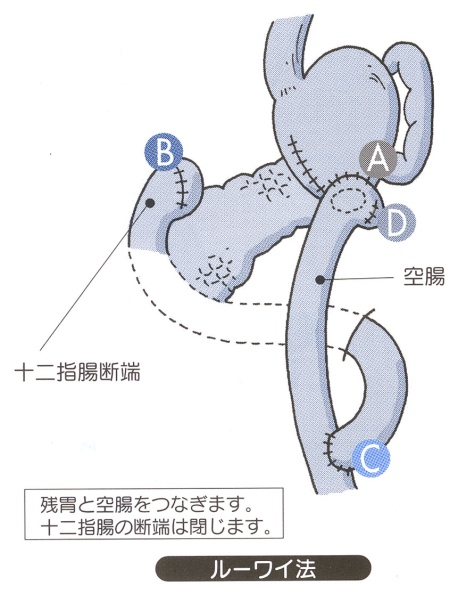 B
A
D
空腸
十二指腸断端
C
残胃と空腸をつなぎます。
十二指腸の断端は閉じます。
ルーワイ法